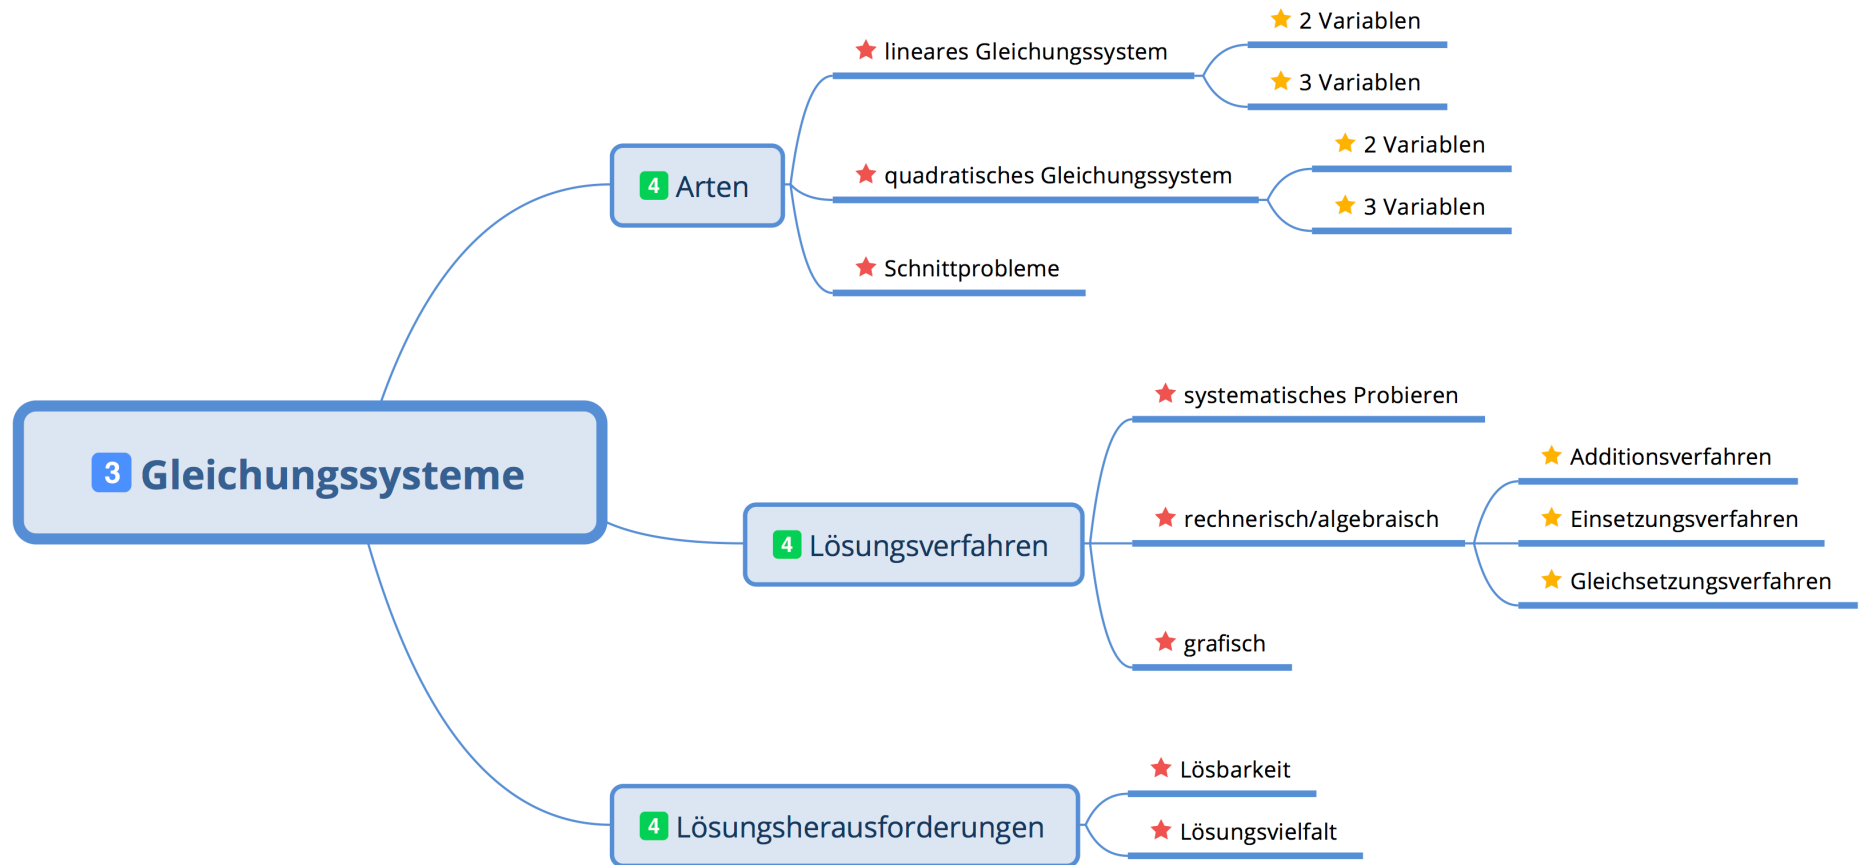 3 Gleichungssysteme
4 Arten
lineares Gleichungssystem
2 Variablen
3 Variablen
quadratisches Gleichungssystem
2 Variablen
3 Variablen
Schnittprobleme
4 Lösungsverfahren
systematisches Probieren
rechnerisch/algebraisch
Additionsverfahren
Einsetzungsverfahren
Gleichsetzungsverfahren
grafisch
4 Lösungsherausforderungen
Lösbarkeit
Lösungsvielfalt